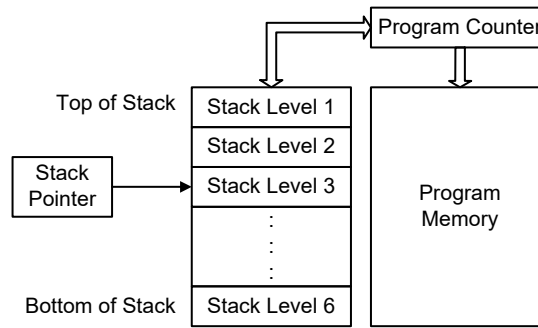 Program Counter
Top of Stack
Stack Level 1
Stack Level 2
Stack
Pointer
Stack Level 3
Program
Memory
:
:
:
Bottom of Stack
Stack Level 6